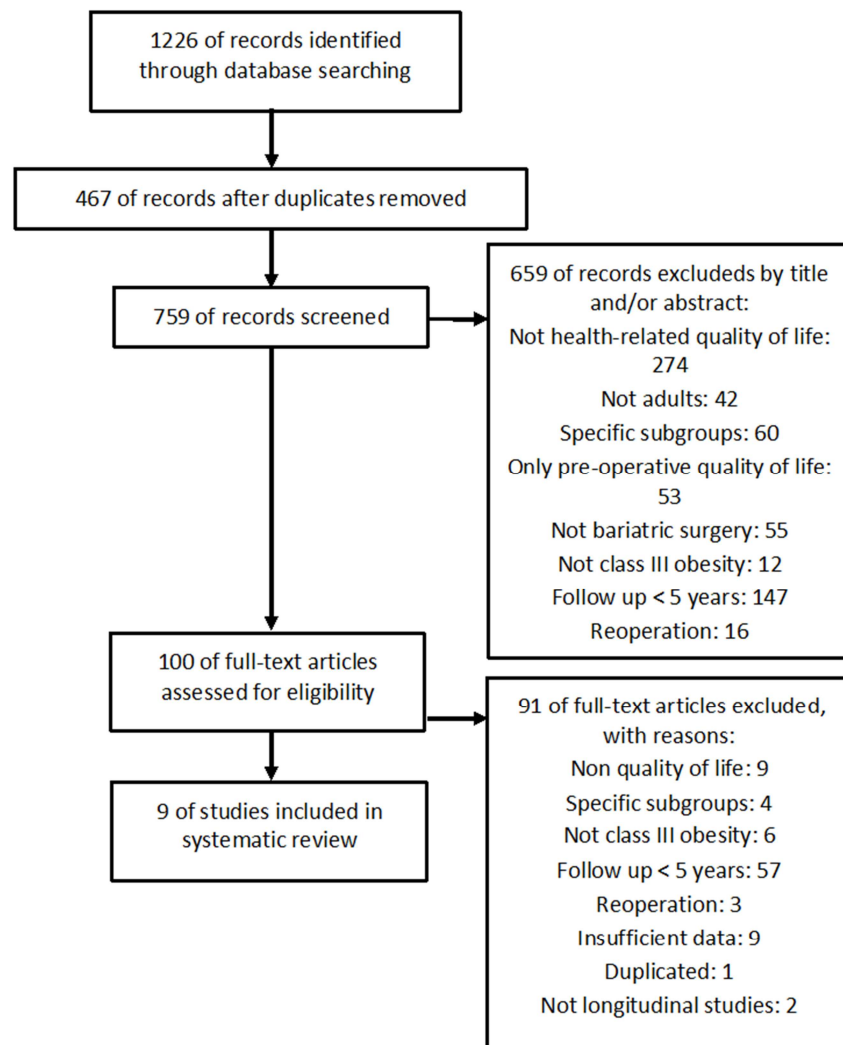 1226 of records identified
through database searching
467 of records after duplicates removed
759 of records screened
659 of records excludeds by title
and/or abstract:
Not health-related quality of life:
274
Not adults: 42
Specific subgroups: 60
Only pre-operative quality of life:
53
Not bariatric surgery: 55
Not class III obesity: 12
Follow up < 5 years: 147
Reoperation: 16
100 of full-text articles
assessed for eligibility
91 of full-text articles excluded,
with reasons:
Non quality of life: 9
Specific subgroups: 4
Not class III obesity: 6
Follow up < 5 years: 57
Reoperation: 3
Insufficient data: 9
Duplicated: 1
Not longitudinal studies: 2
9 of studies included in
systematic review